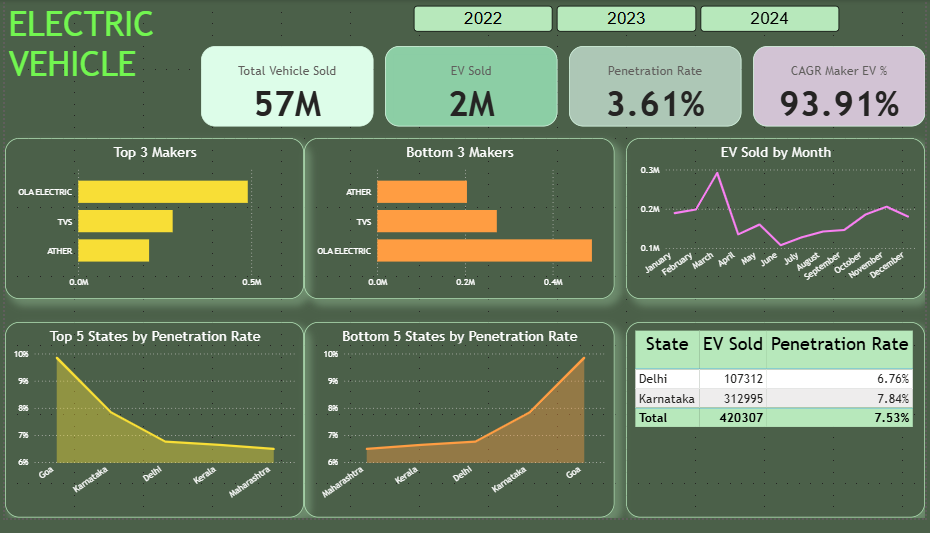 ELECTRIC
VEHICLE
2022 2023 2024
Total Vehicle Sold
57M
EV Sold
2M
Penetration Rate
3.61%
CAGR Maker EV %
93.91%
Top 3 Makers
OLA ELECTRIC
TVS
ATHER
0.0M 0.5M
Bottom 3 Makers
ATHER
TVS
OLA ELECTRIC
0.0M 0.2M 0.4M
EV Sold by Month
0.3M
0.2M
0.1M
January February March April May June July August September October November December
Top 5 States by Penetration Rate
10%
9%
8%
7%
6%
Goa Karnataka Delhi Kerala Maharashtra
Bottom 5 States by Penetration Rate
10%
9%
8%
7%
6%
Maharashtra Kerala Delhi Karnataka Goa
State EV Sold Penetration Rate
Delhi 107312 6.76%
Karnataka 312995 7.84%
Total 420307 7.53%